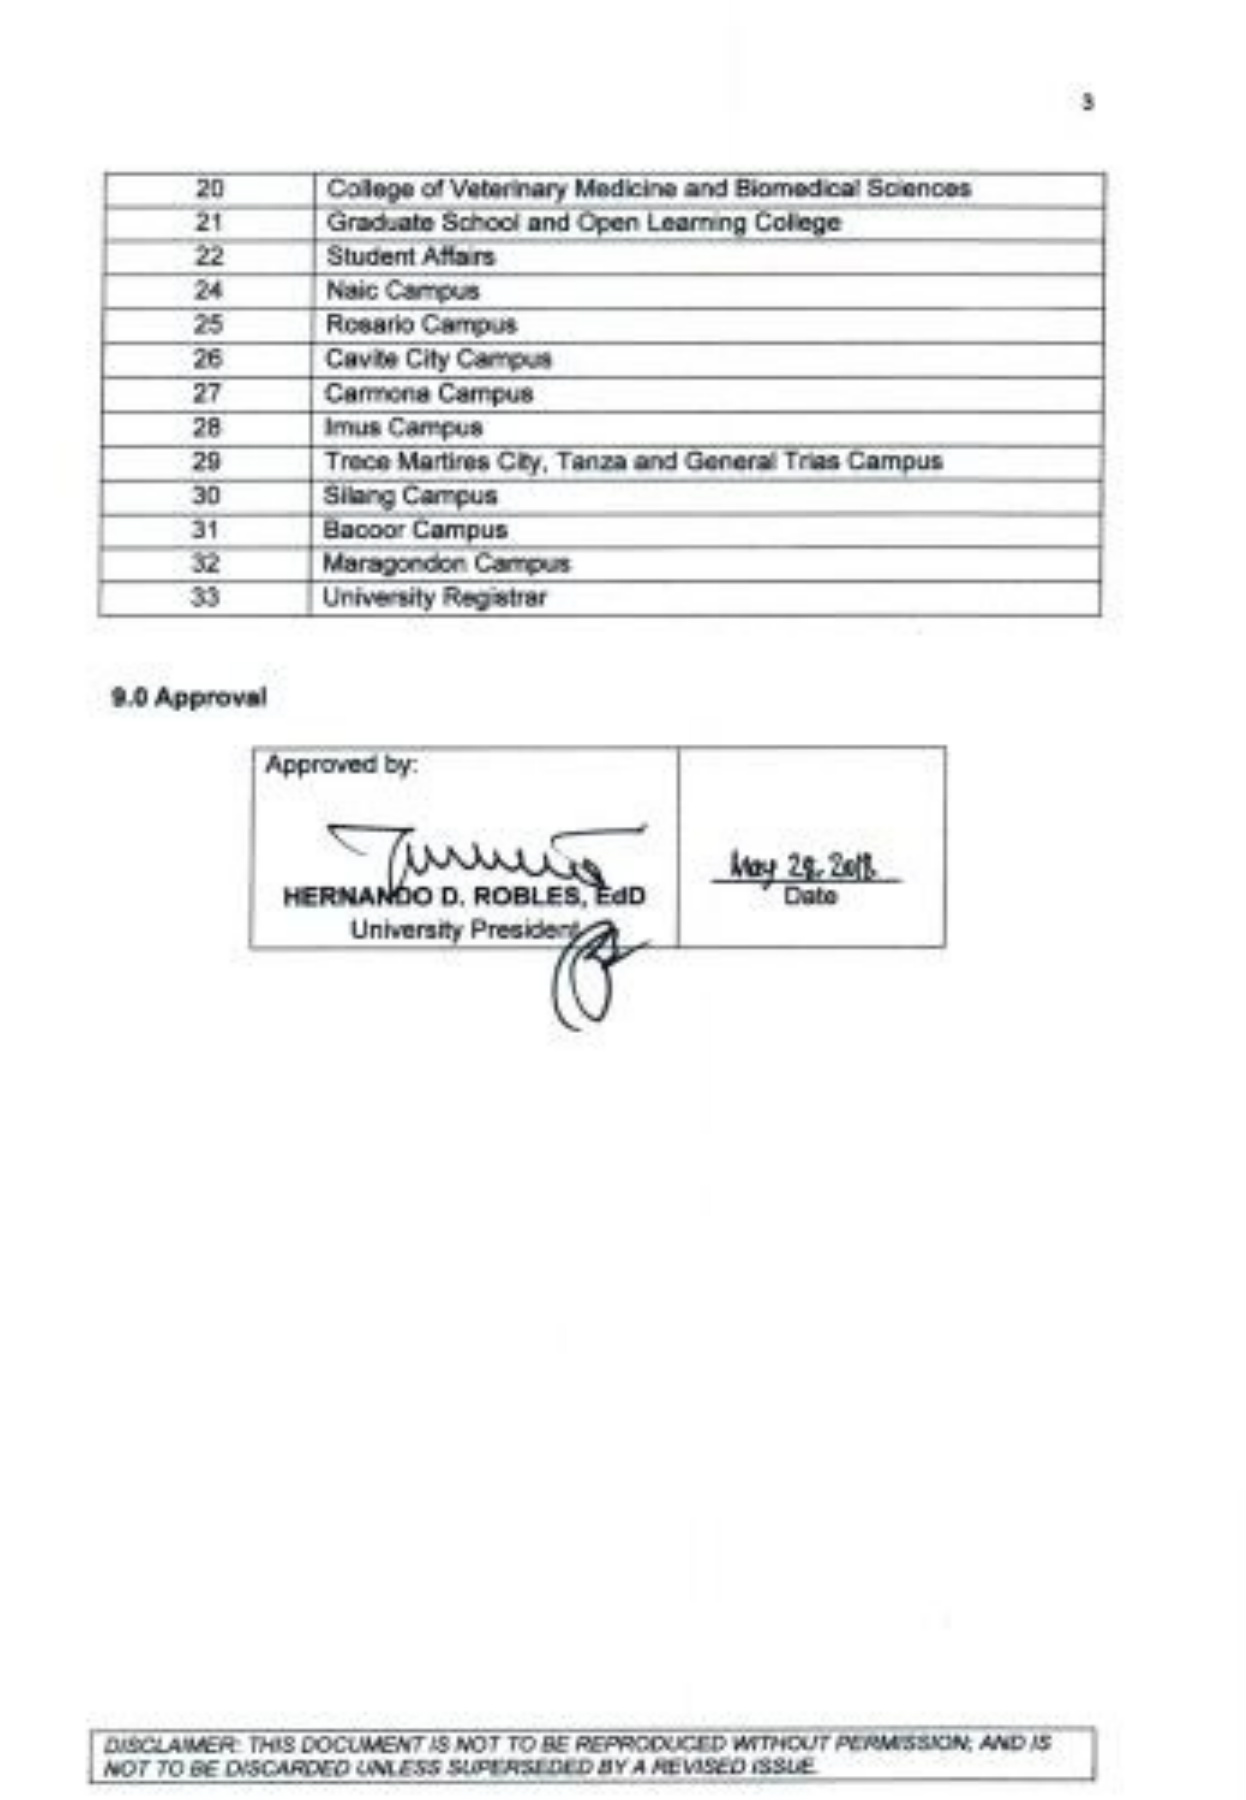 3
20 College of Veterinary Medicine and Biomedical Sciences
21 Graduate School and Open Learning College
22 Student Affairs
24 Naic Campus
25 Rosario Campus
26 Cavite City Campus
27 Carmona Campus
28 Imus Campus
29 Trece Martires City, Tanza and General Trias Campus
30 Silang Campus
31 Bacoor Campus
32 Maragondon Campus
33 University Registrar
9.0 Approval
Approved by:
HERNANDO D. ROBLES, EdD
University President
May 28, 2018
Date
DISCLAIMER: THIS DOCUMENT IS NOT TO BE REPRODUCED WITHOUT PERMISSION; AND IS
NOT TO BE DISCARDED UNLESS SUPERSEDED BY A REVISED ISSUE.